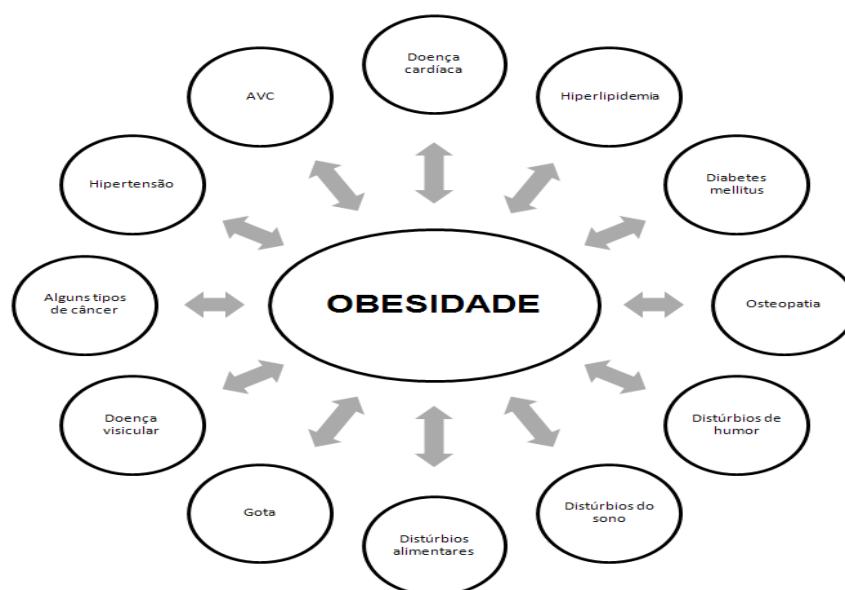 Doença
cardíaca
AVC
Hiperlipidemia
Hipertensão
Diabetes
mellitus
Alguns tipos
de câncer
OBESIDADE
Osteopatia
Doença
visicular
Distúrbios de
humor
Gota
Distúrbios do
sono
Distúrbios
alimentares